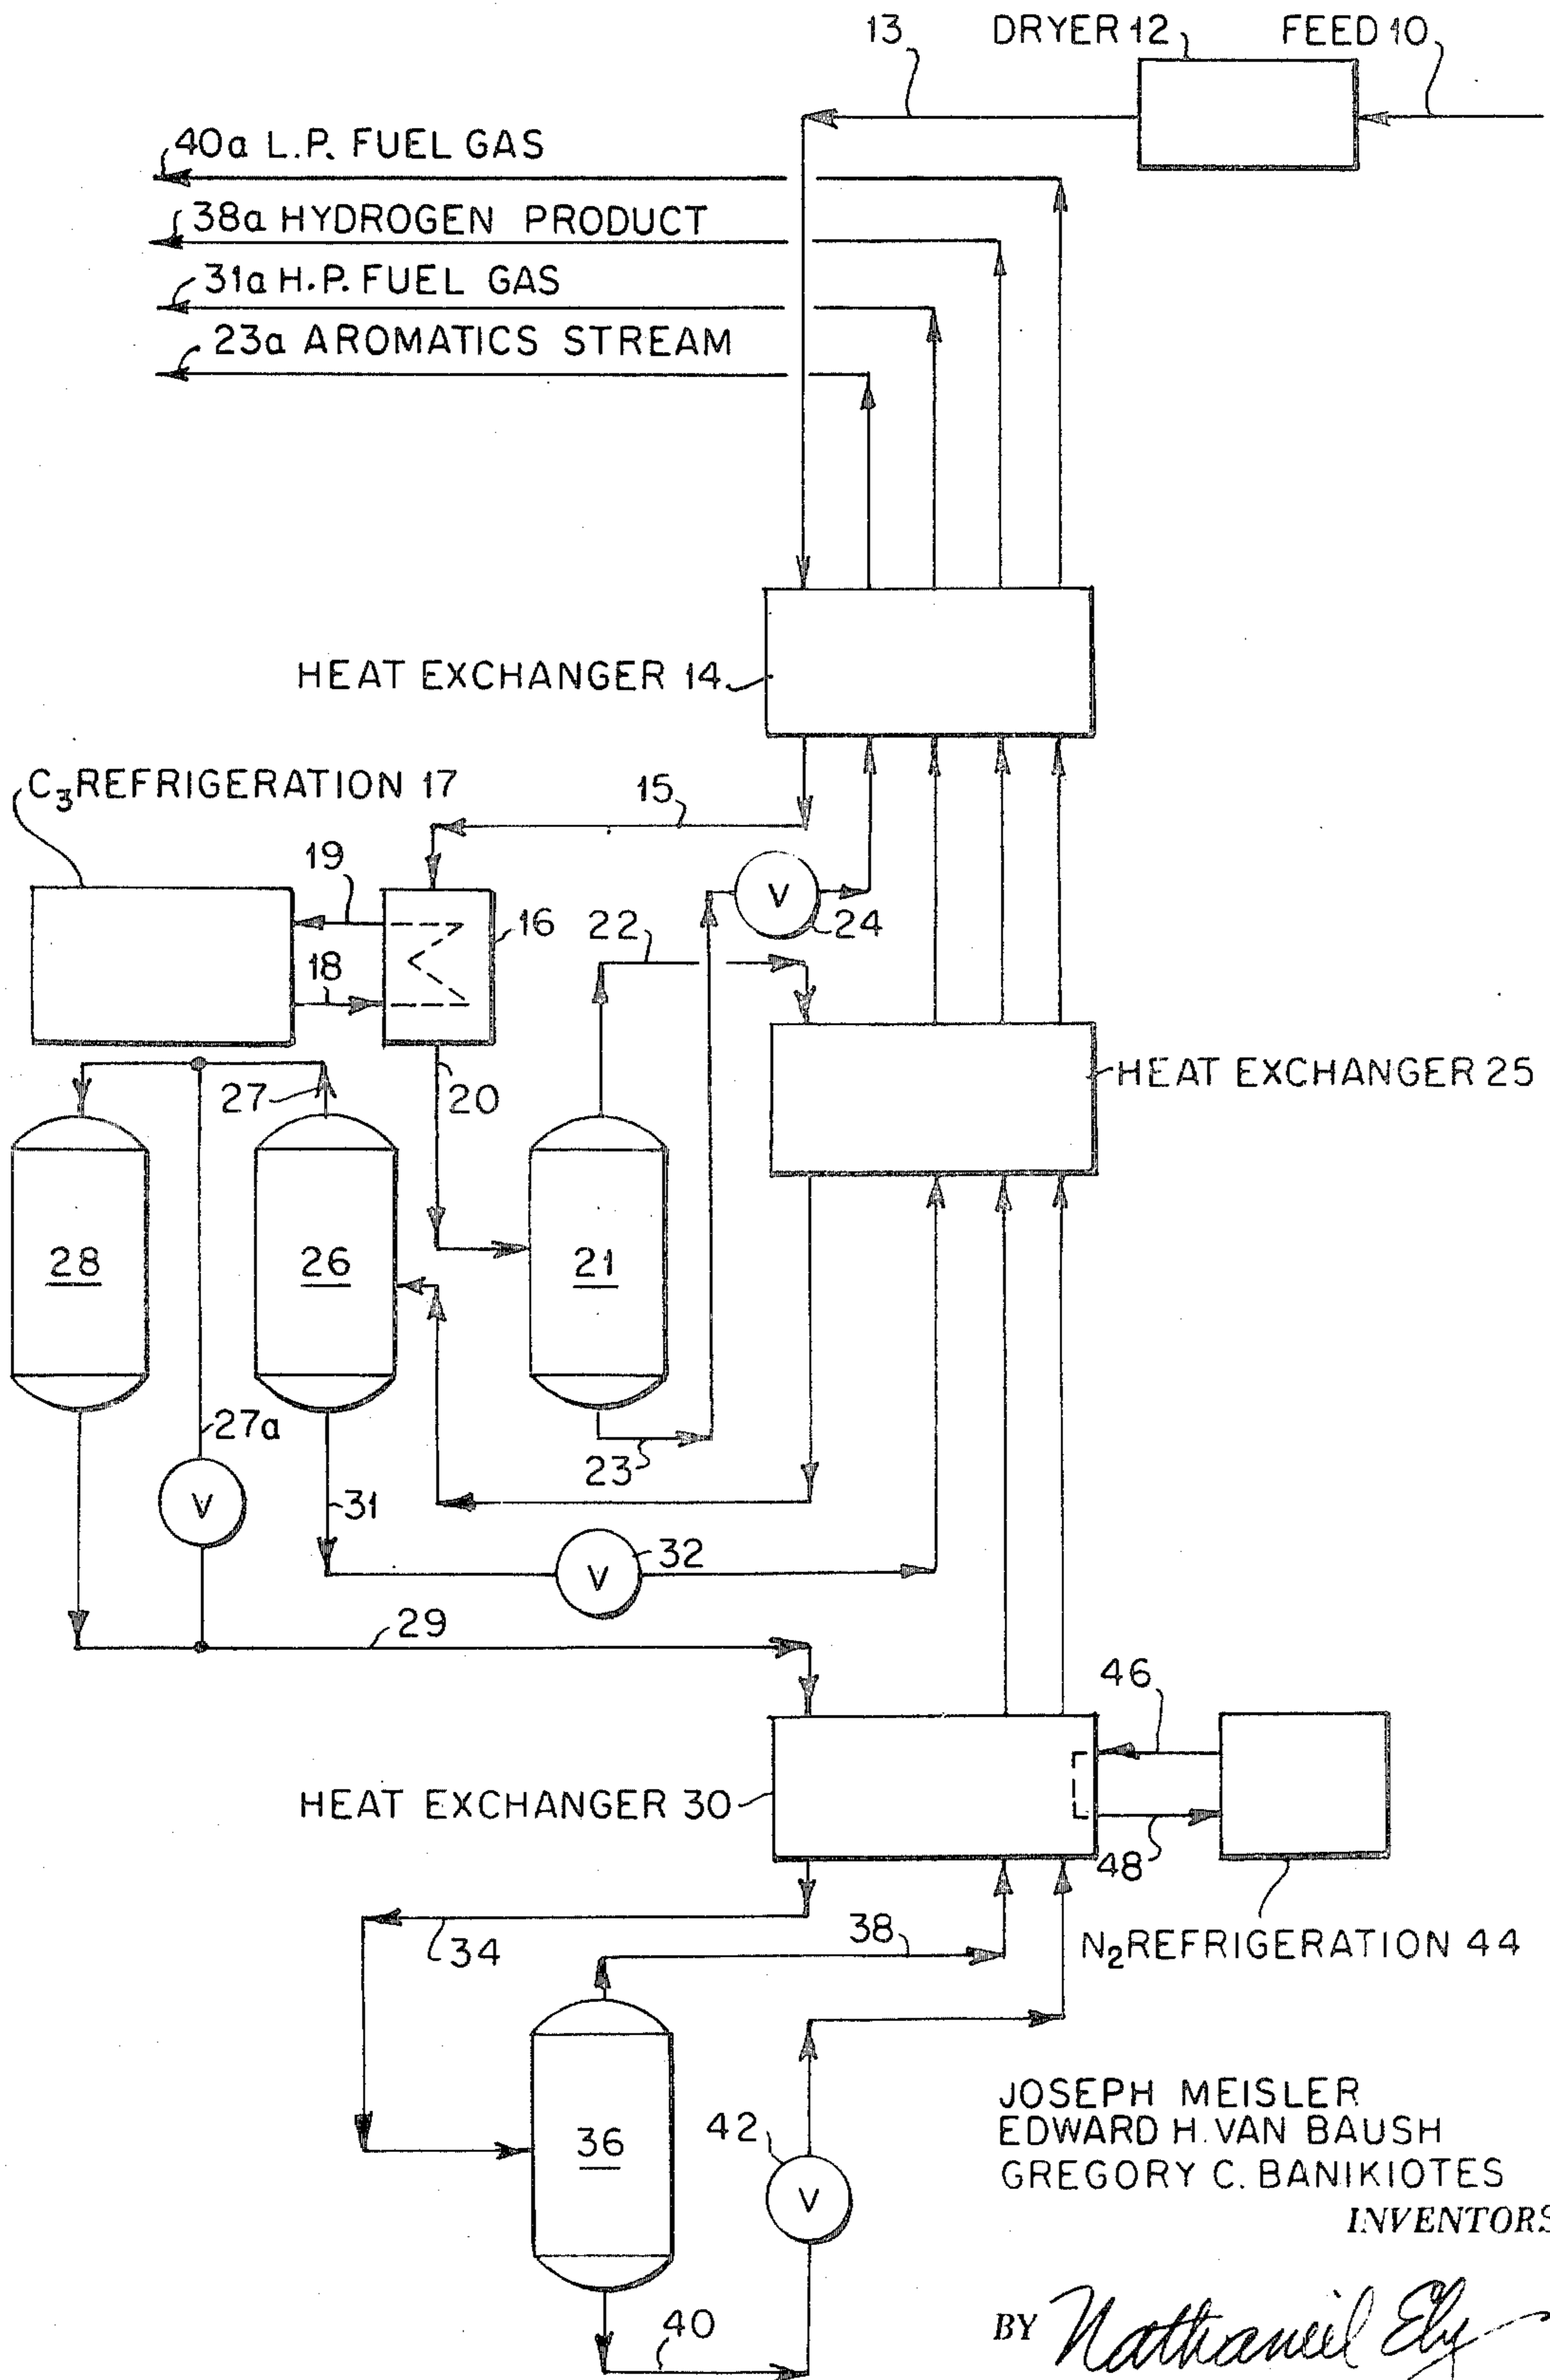 13 DRYER 12 FEED 10
40a L.P. FUEL GAS
38a HYDROGEN PRODUCT
31a H.P. FUEL GAS
23a AROMATICS STREAM
HEAT EXCHANGER 14
C₃ REFRIGERATION 17
15
19
16
18
V
24
22
27
20
HEAT EXCHANGER 25
28
26
21
27a
23
V
31
V
32
29
46
HEAT EXCHANGER 30
48
34
38
N₂ REFRIGERATION 44
36
42
V
40
JOSEPH MEISLER
EDWARD H. VAN BAUSH
GREGORY C. BANIKIOTES
INVENTORS
BY Nathaniel Ely